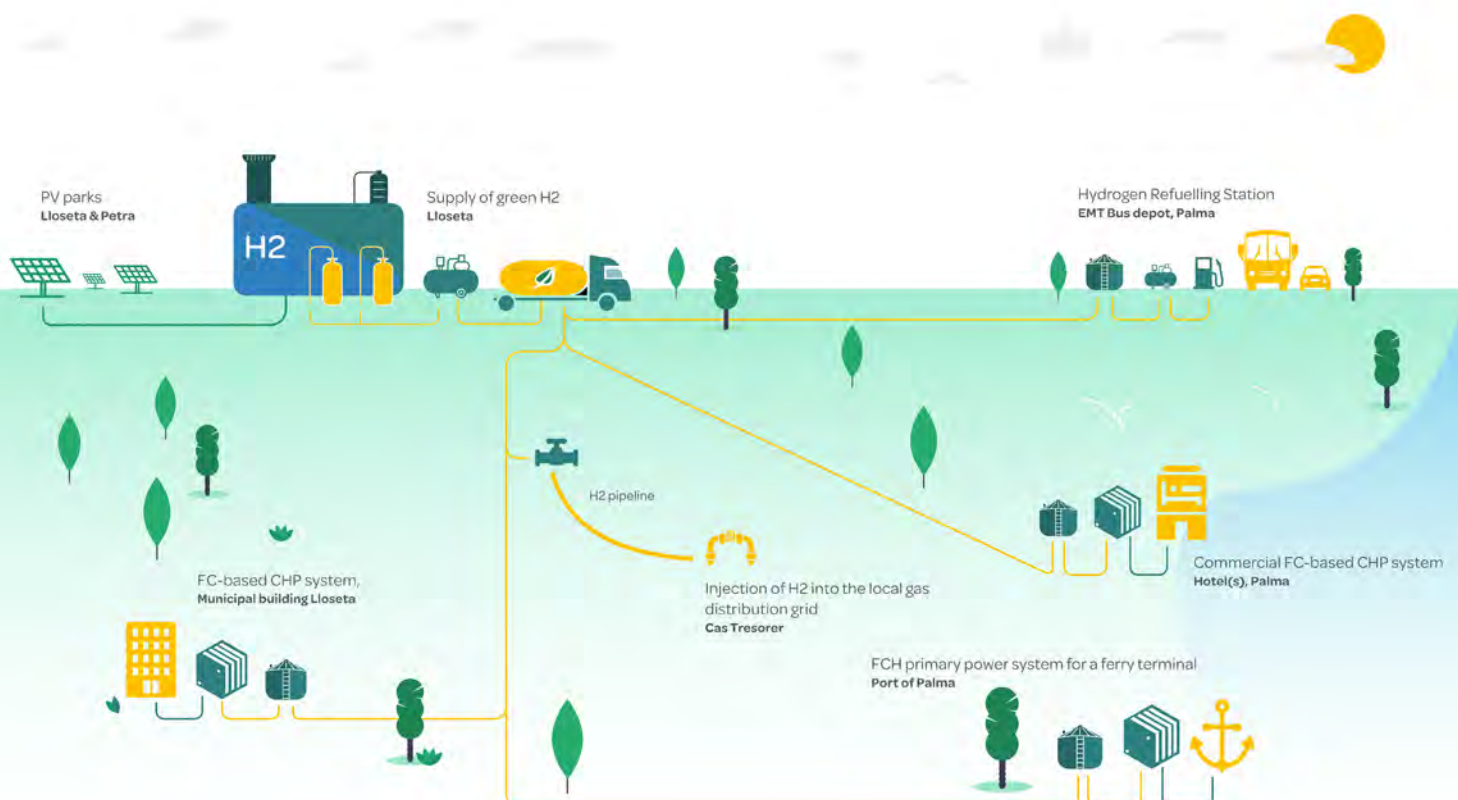 PV parks
Lloseta & Petra
H2
Supply of green H2
Lloseta
Hydrogen Refuelling Station
EMT Bus depot, Palma
H2 pipeline
Injection of H2 into the local gas
distribution grid
Cas Tresorer
Commercial FC-based CHP system
Hotel(s), Palma
FC-based CHP system,
Municipal building Lloseta
FCH primary power system for a ferry terminal
Port of Palma